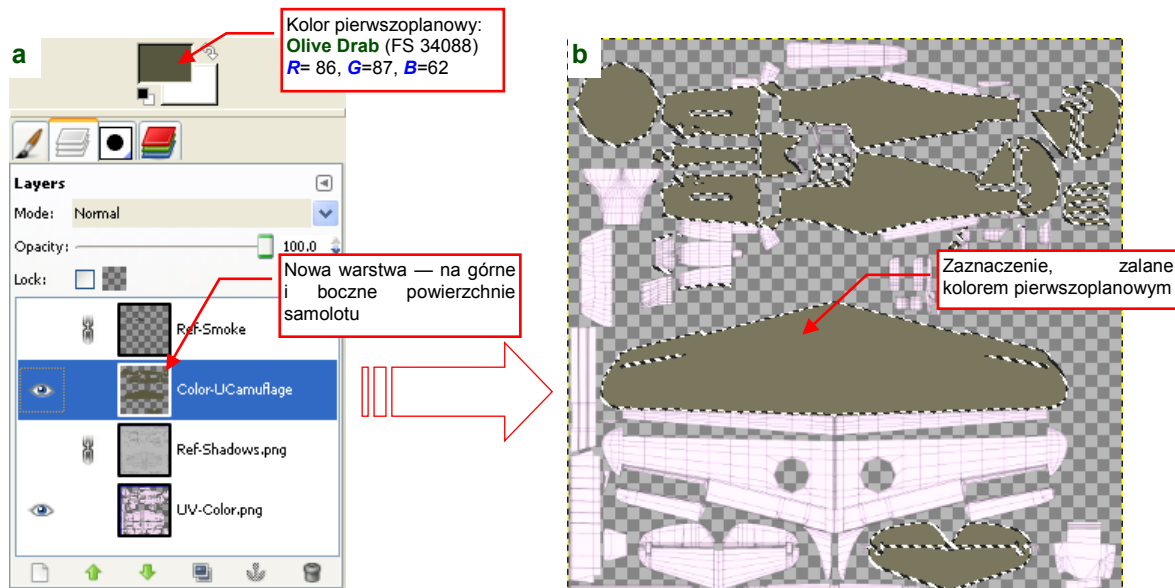 a
Kolor pierwszoplanowy:
Olive Drab (FS 34088)
R= 86, G=87, B=62
Layers
Mode: Normal
Opacity: 100.0
Lock:
Nowa warstwa — na górne
i boczne powierzchnie
samolotu
Ref-Smoke
Color-UCamuflage
Ref-Shadows.png
UV-Color.png
b
Zaznaczenie, zalane
kolorem pierwszoplanowym